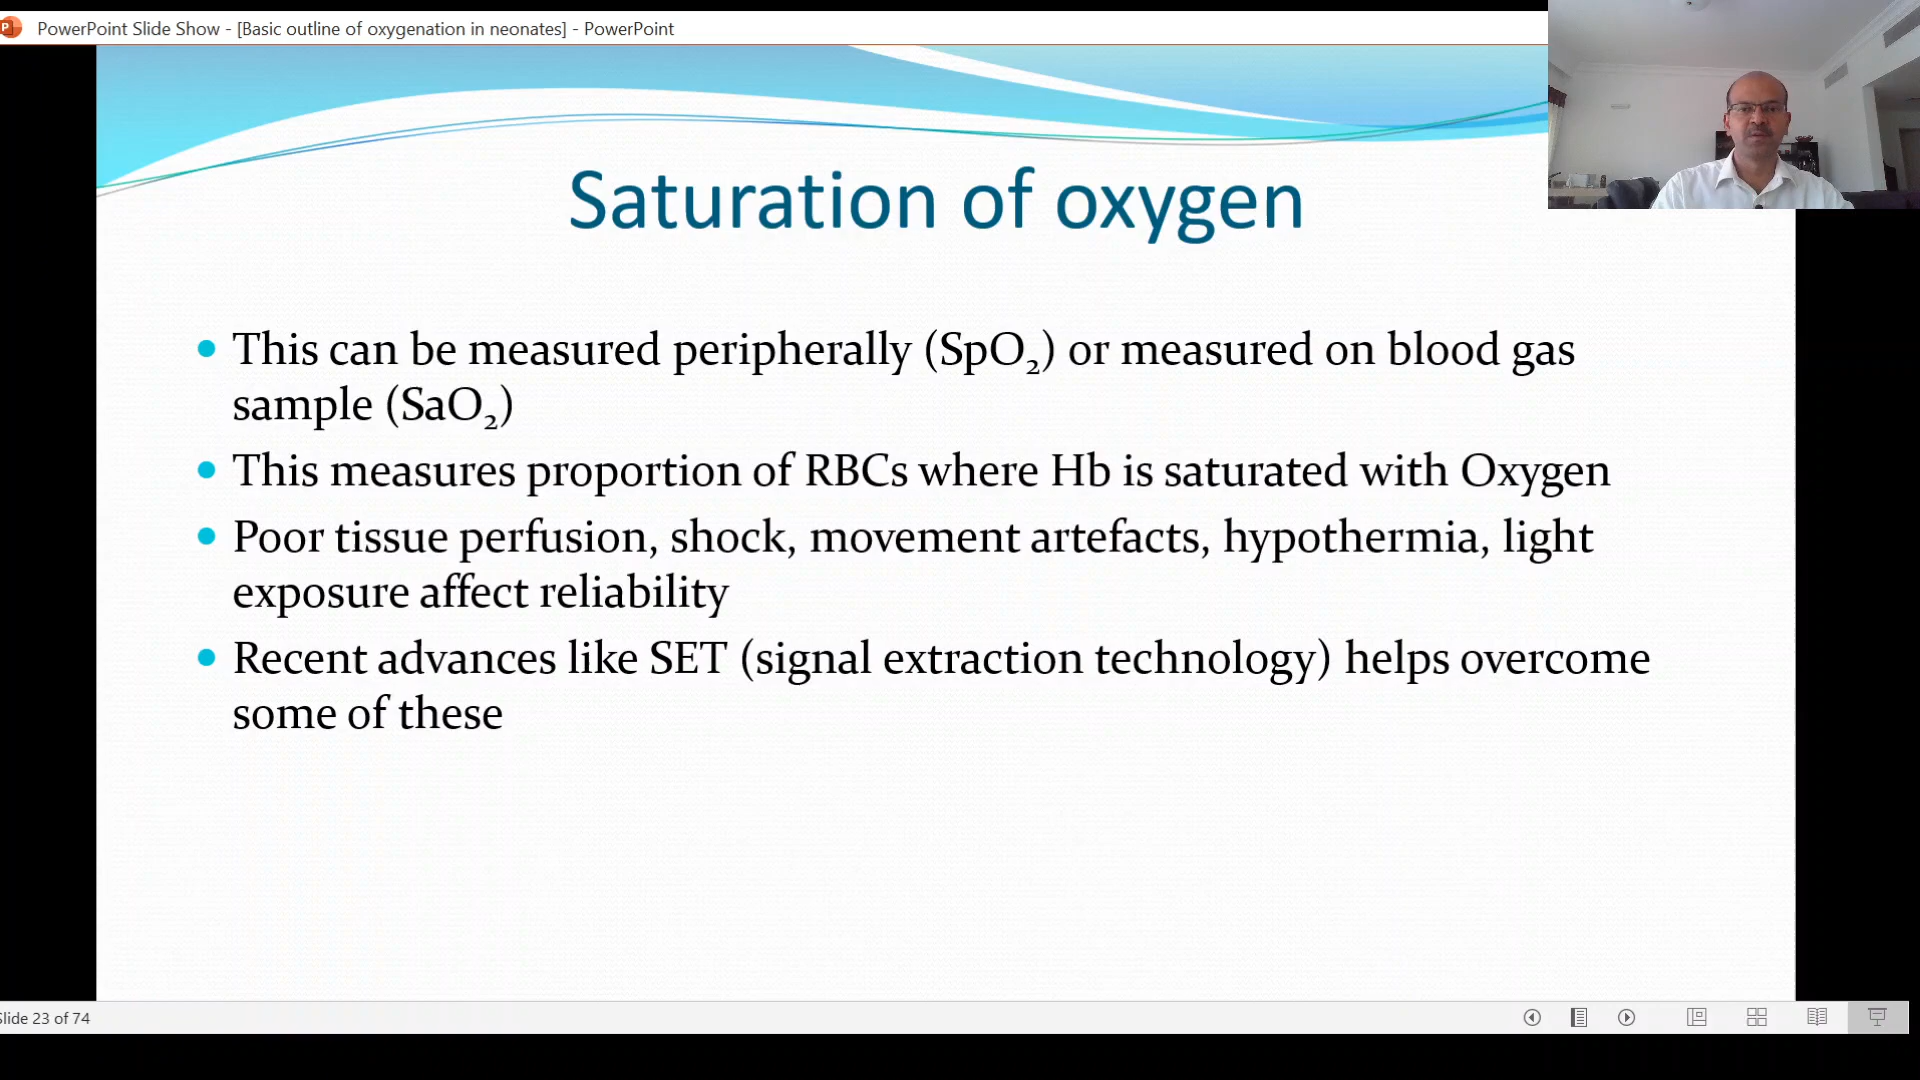 PowerPoint Slide Show - [Basic outline of oxygenation in neonates] - PowerPoint
Saturation of oxygen
• This can be measured peripherally (SpO₂) or measured on blood gas
sample (SaO₂)
• This measures proportion of RBCs where Hb is saturated with Oxygen
• Poor tissue perfusion, shock, movement artefacts, hypothermia, light
exposure affect reliability
• Recent advances like SET (signal extraction technology) helps overcome
some of these
Slide 23 of 74